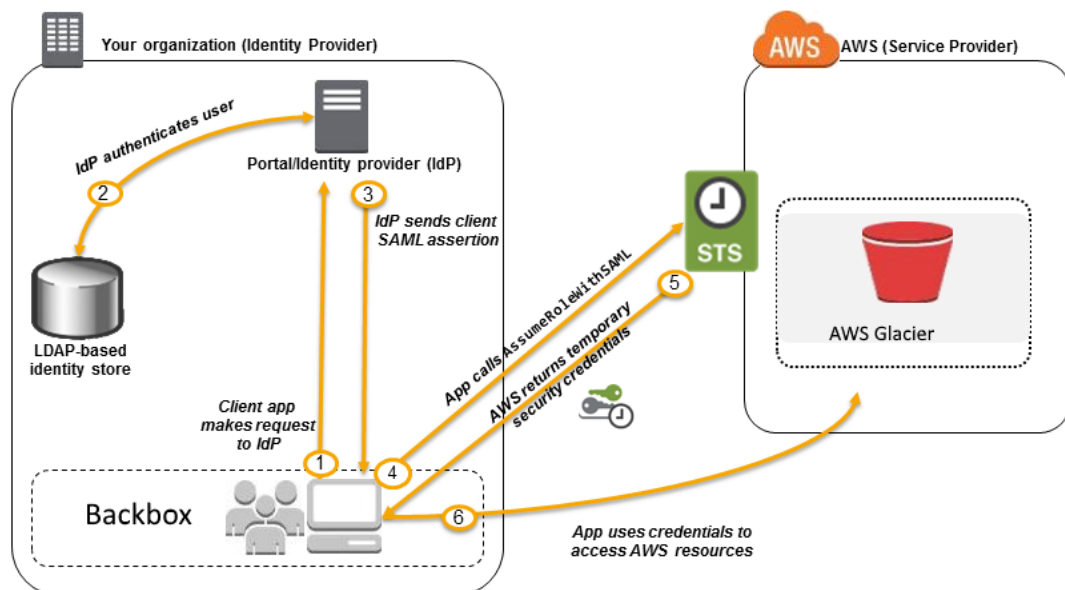 Your organization (Identity Provider)
AWS
AWS (Service Provider)
IdP authenticates user
2
Portal/Identity provider (IdP)
3
IdP sends client
SAML assertion
LDAP-based
identity store
STS
5
AWS Glacier
App calls AssumeRoleWithSAML
AWS returns temporary
security credentials
Client app
makes request
to IdP
1
4
Backbox
6
App uses credentials to
access AWS resources